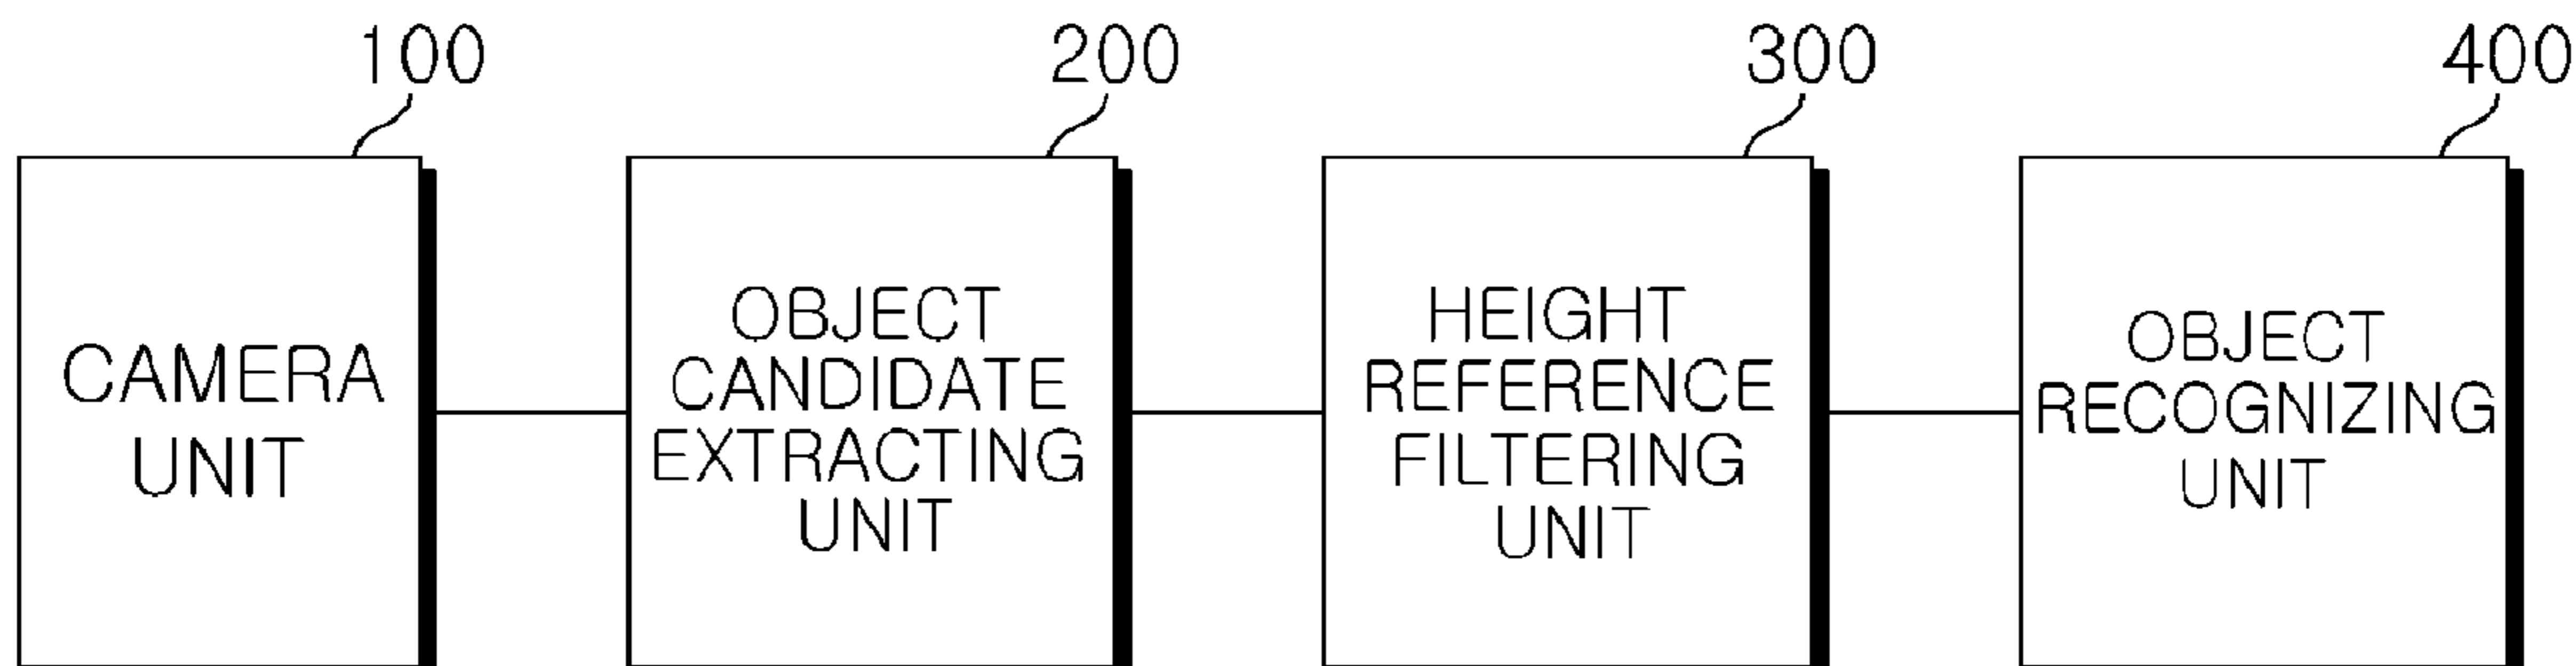 100
200
300
400
CAMERA
UNIT
OBJECT
CANDIDATE
EXTRACTING
UNIT
HEIGHT
REFERENCE
FILTERING
UNIT
OBJECT
RECOGNIZING
UNIT